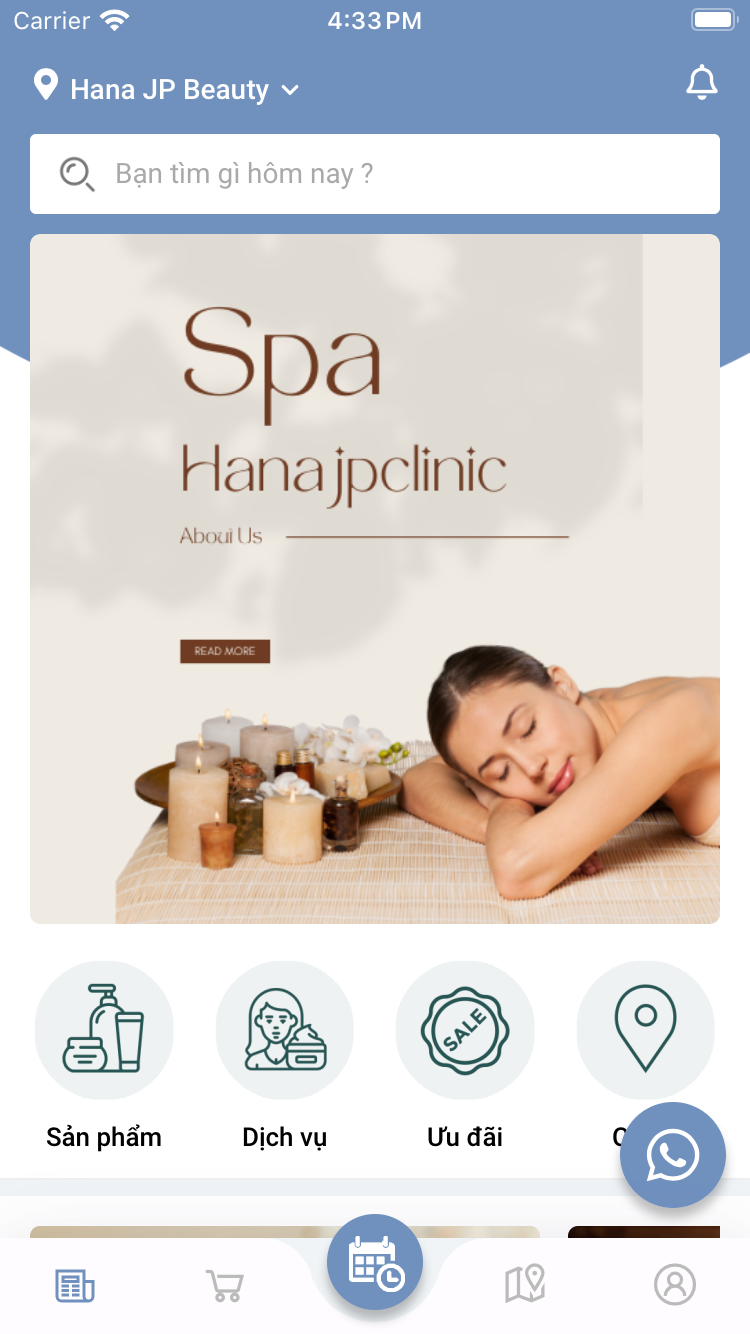 Carrier
4:33 PM
Hana JP Beauty
Bạn tìm gì hôm nay ?
Spa
Hana jpclinic
About Us
READ MORE
SALE
Sản phẩm
Dịch vụ
Ưu đãi